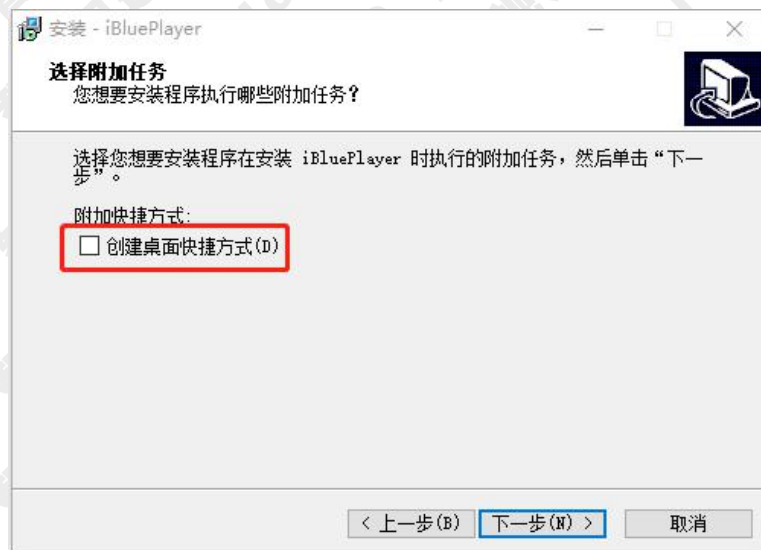 安装 - iBluePlayer
选择附加任务
您想要安装程序执行哪些附加任务?
选择您想要安装程序在安装 iBluePlayer 时执行的附加任务,然后单击“下一
步”。
附加快捷方式:
创建桌面快捷方式(D)
< 上一步(B) 下一步(N) > 取消